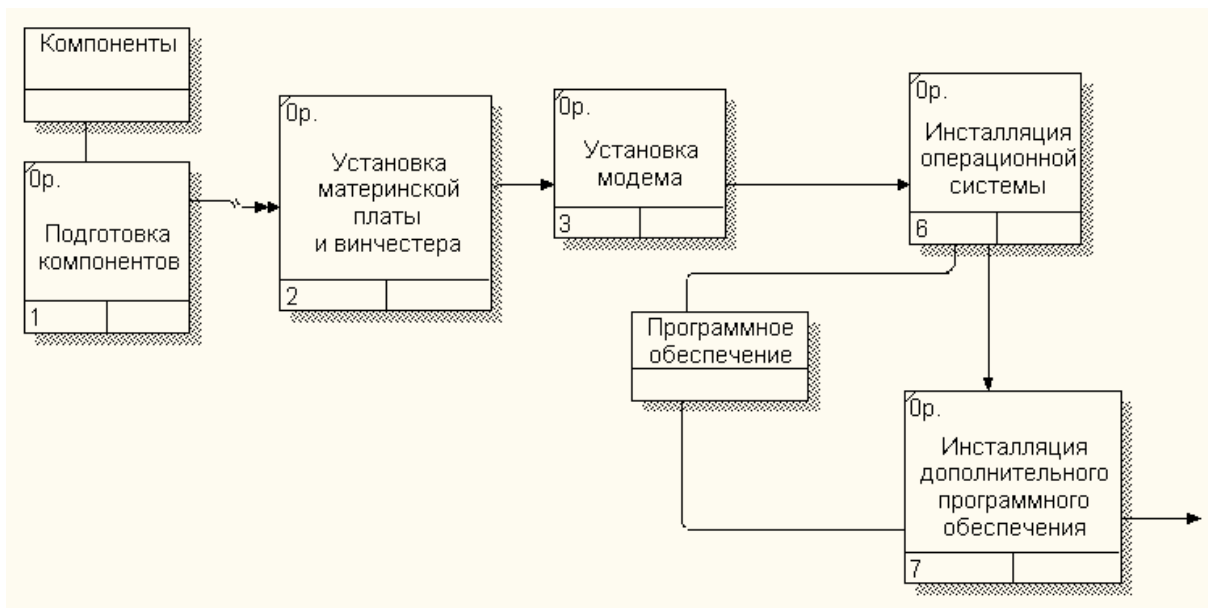 Компоненты
0р.
Подготовка
компонентов
1
0р.
Установка
материнской
платы
и винчестера
2
0р.
Установка
модема
3
0р.
Инсталляция
операционной
системы
6
Программное
обеспечение
0р.
Инсталляция
дополнительного
программного
обеспечения
7